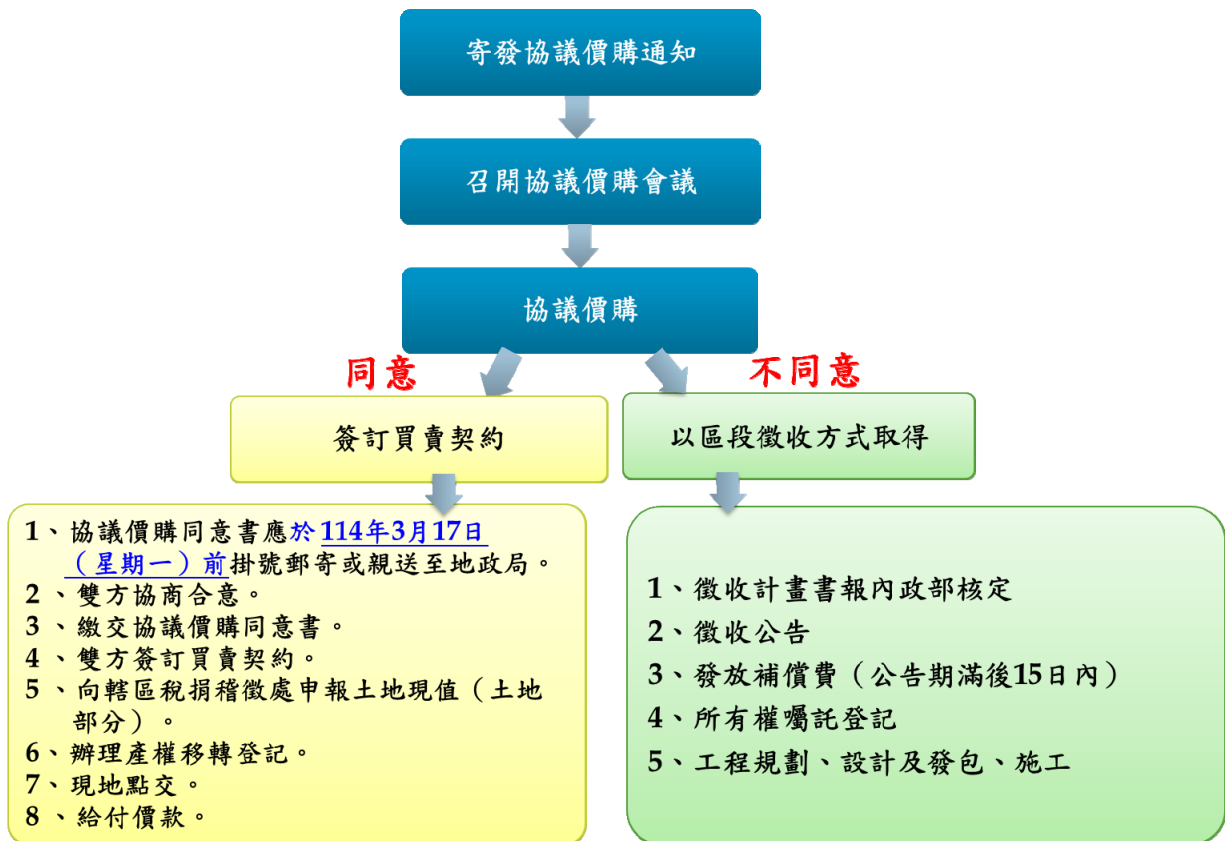 寄發協議價購通知
召開協議價購會議
協議價購
同意
不同意
簽訂買賣契約
以區段徵收方式取得
1、協議價購同意書應於114年3月17日
（星期一）前掛號郵寄或親送至地政局。
2、雙方協商合意。
3、繳交協議價購同意書。
4、雙方簽訂買賣契約。
5、向轄區稅捐稽徵處申報土地現值（土地
部分）。
6、辦理產權移轉登記。
7、現地點交。
8、給付價款。
1、徵收計畫書報內政部核定
2、徵收公告
3、發放補償費（公告期滿後15日內）
4、所有權囑託登記
5、工程規劃、設計及發包、施工